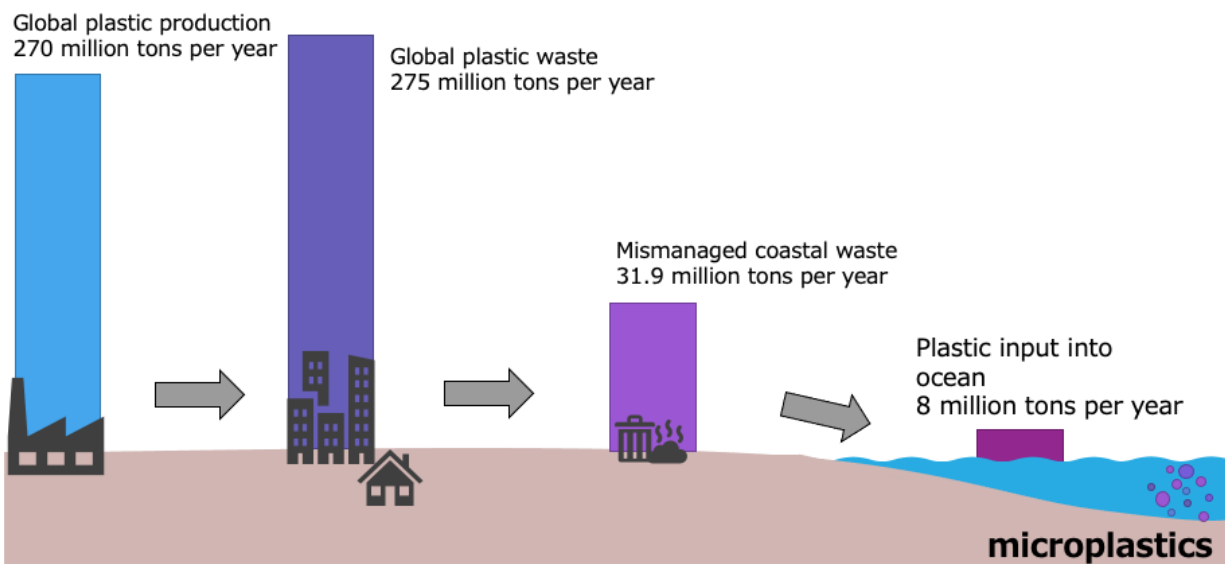 Global plastic production
270 million tons per year
Global plastic waste
275 million tons per year
Mismanaged coastal waste
31.9 million tons per year
Plastic input into
ocean
8 million tons per year
microplastics